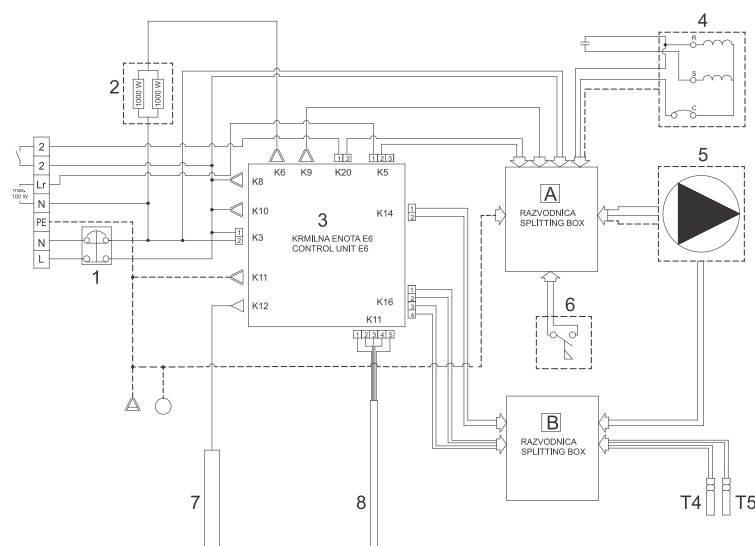 4
R
S
C
2
1000 W
1000 W
2
2
Lr
max.
100 W
N
PE
N
L
1
K6
K9
K20
1 2
K5
1 2 3
K8
K10
K3
1
2
K11
K12
3
KRMILNA ENOTA E6
CONTROL UNIT E6
K14
1
2
K16
1
2
3
4
K11
1 2 3 4 5
A
RAZVODNICA
SPLITTING BOX
5
6
B
RAZVODNICA
SPLITTING BOX
7
8
T4
T5